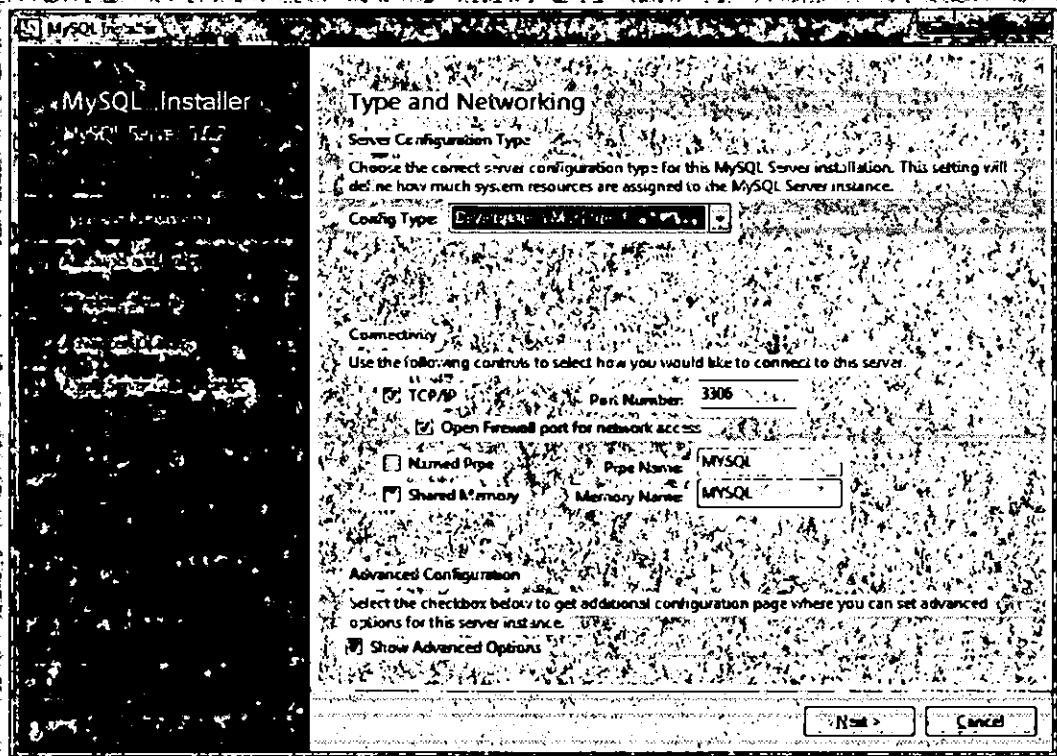 MySQL Installer
MySQL Installer
MySQL Server
Type and Networking
Server Configuration Type
Choose the correct server configuration type for this MySQL Server installation. This setting will
define how much system resources are assigned to the MySQL Server instance.
Config Type:
Connectivity
Use the following controls to select how you would like to connect to this server.
TCP/IP Port Number: 3306
Open Firewall port for network access
Named Pipe Pipe Name: MYSQL
Shared Memory Memory Name: MYSQL
Advanced Configuration
Select the checkbox below to get additional configuration page where you can set advanced
options for this server instance.
Show Advanced Options
Next > Cancel